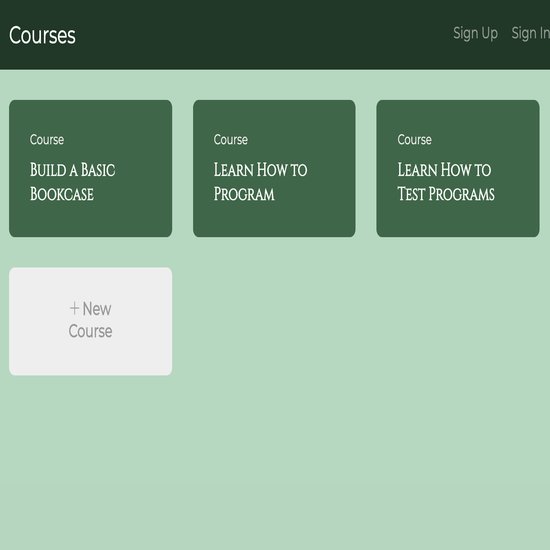 Courses
Sign Up Sign In
Course
Build a Basic
Bookcase
Course
Learn How to
Program
Course
Learn How to
Test Programs
+ New
Course